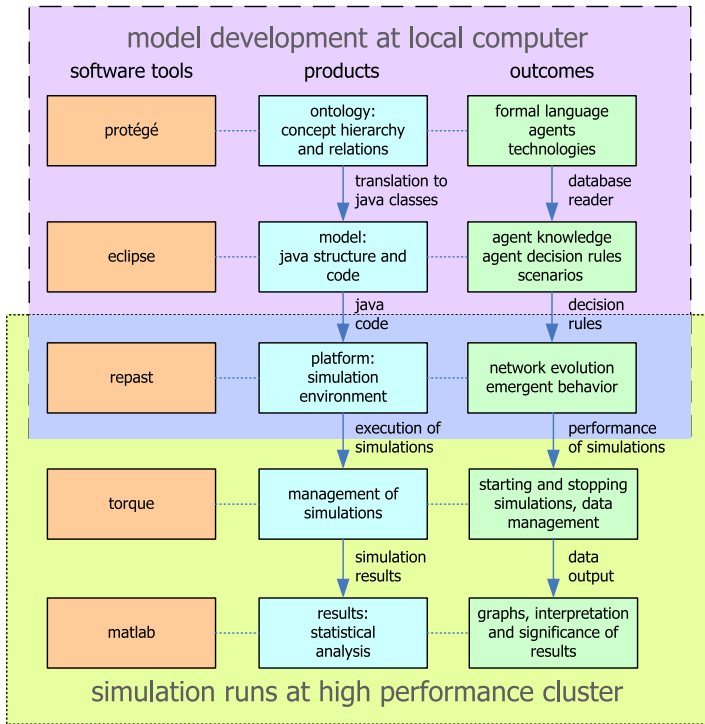 model development at local computer
software tools
products
outcomes
protégé
ontology:
concept hierarchy
and relations
formal language
agents
technologies
translation to
java classes
database
reader
eclipse
model:
java structure and
code
agent knowledge
agent decision rules
scenarios
java
code
decision
rules
repast
platform:
simulation
environment
network evolution
emergent behavior
execution of
simulations
performance
of simulations
torque
management of
simulations
starting and stopping
simulations, data
management
simulation
results
data
output
matlab
results:
statistical
analysis
graphs, interpretation
and significance of
results
simulation runs at high performance cluster